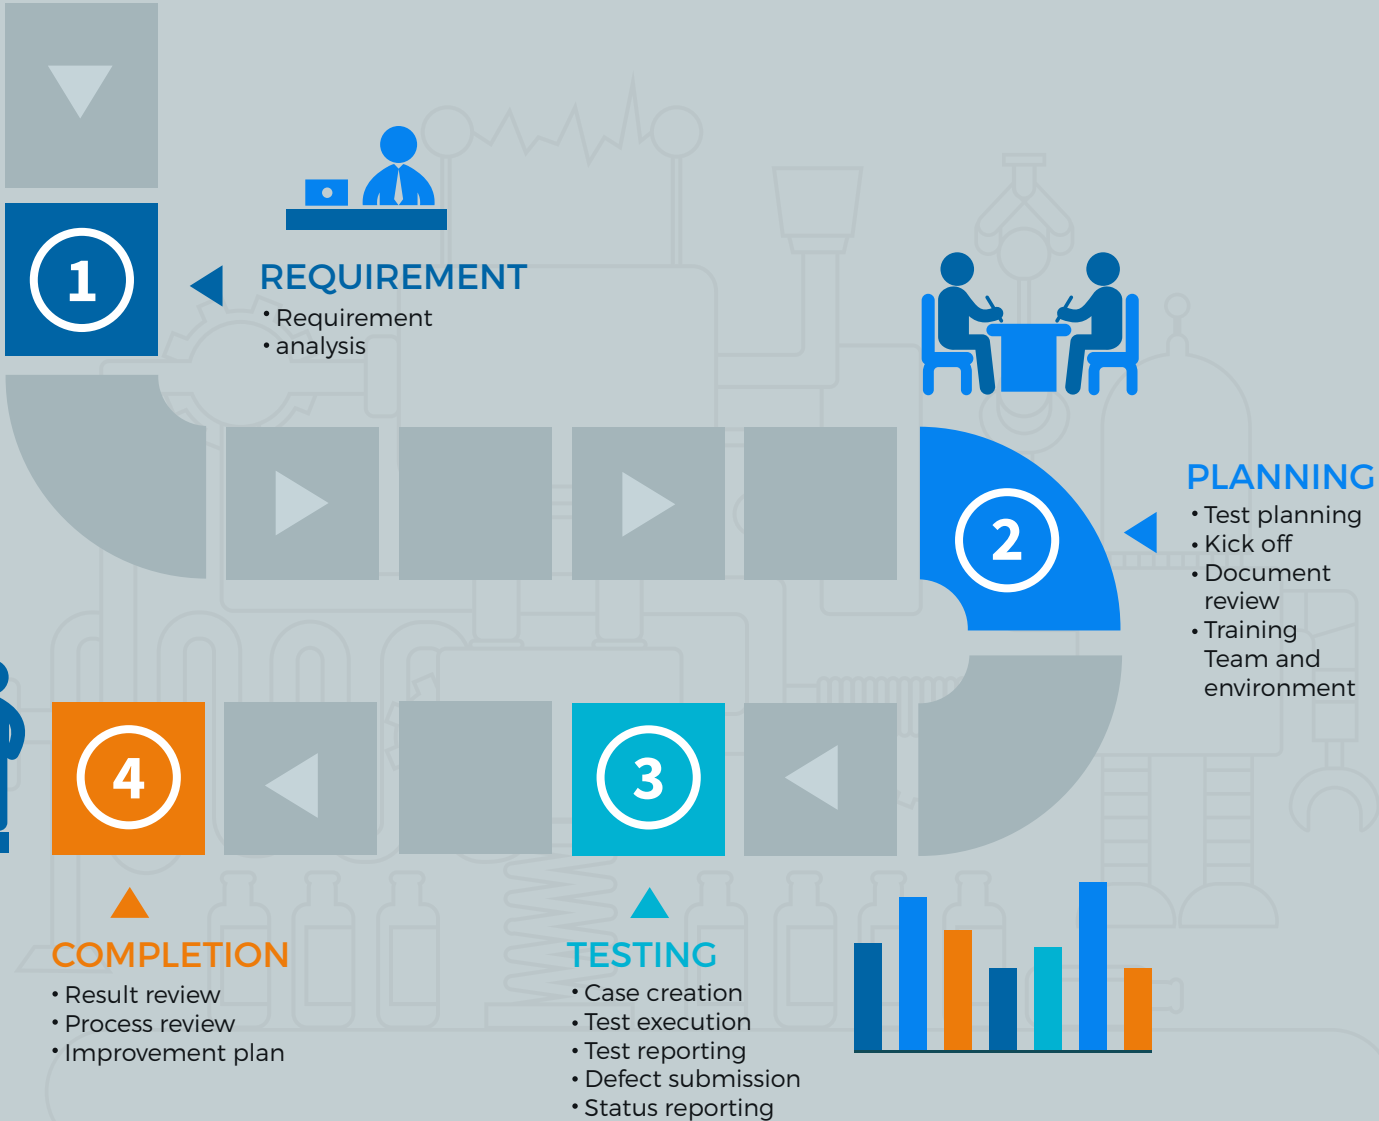 1
REQUIREMENT
• Requirement
• analysis
2
PLANNING
• Test planning
• Kick off
• Document
review
• Training
Team and
environment
4
3
COMPLETION
• Result review
• Process review
• Improvement plan
TESTING
• Case creation
• Test execution
• Test reporting
• Defect submission
• Status reporting